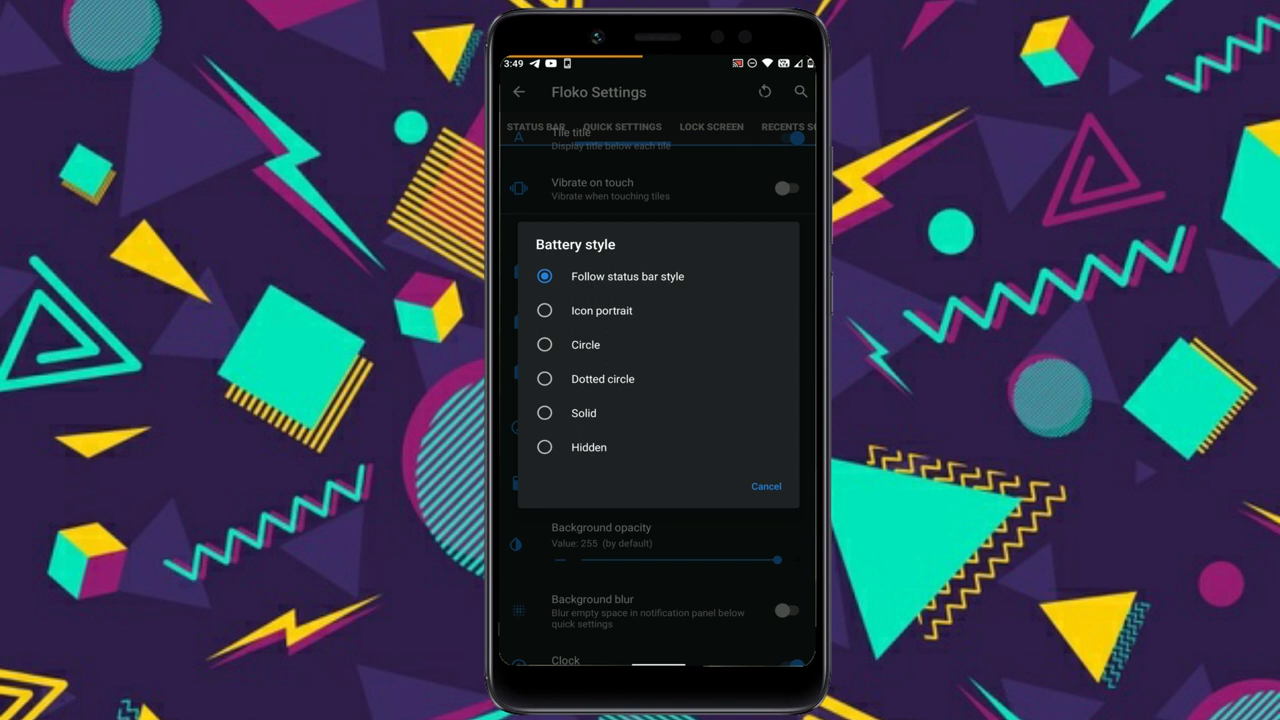 3:49
Floko Settings
STATUS BAR QUICK SETTINGS LOCK SCREEN RECENTS
Tile title
Display title below each tile
Vibrate on touch
Vibrate when touching tiles
Battery style
Follow status bar style
Icon portrait
Circle
Dotted circle
Solid
Hidden
Cancel
Background opacity
Value: 255 (by default)
Background blur
Blur empty space in notification panel below
quick settings
Clock